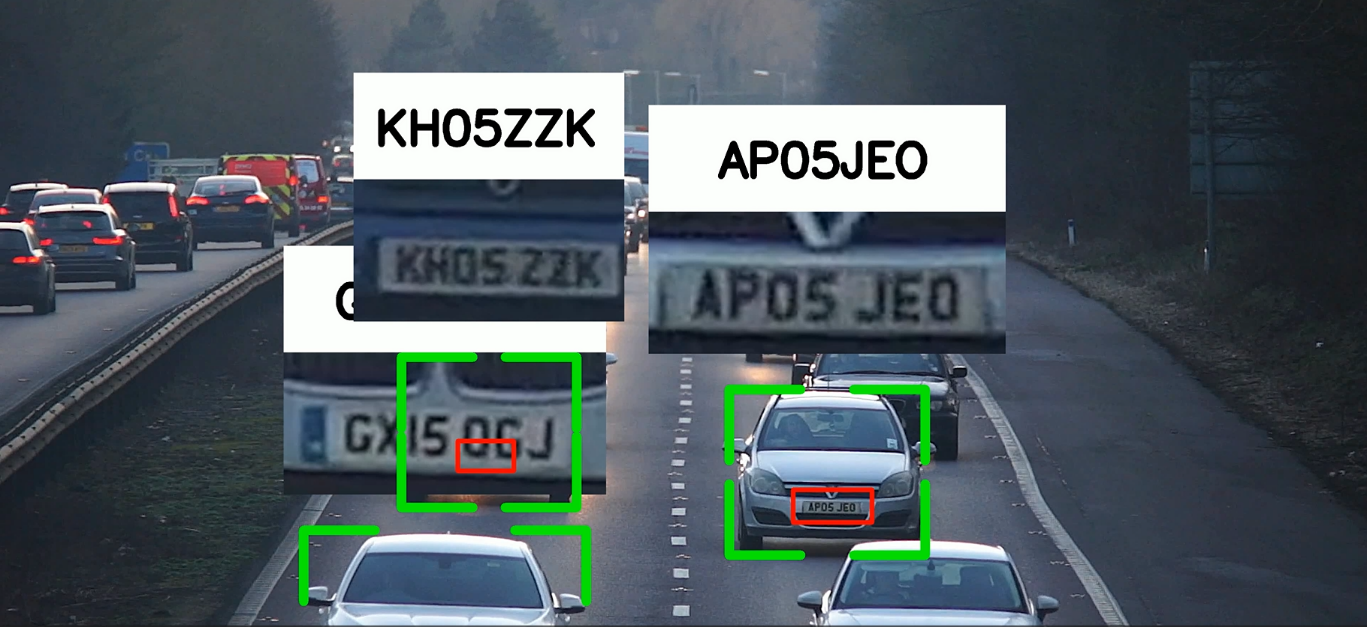 KH05ZZK
AP05JEO
KH05 ZZK
AP05 JEO
G
GX15 OGJ
AP05 JEO